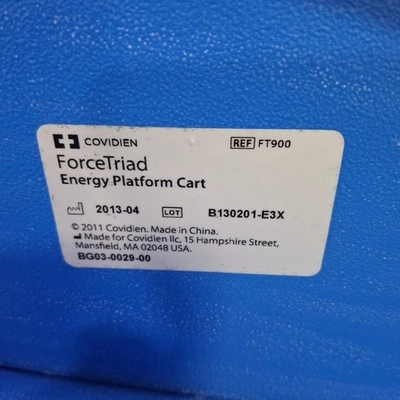 COVIDIEN
REF FT900
ForceTriad
Energy Platform Cart
2013-04 LOT B130201-E3X
© 2011 Covidien. Made in China.
Made for Covidien llc, 15 Hampshire Street,
Mansfield, MA 02048 USA.
BG03-0029-00